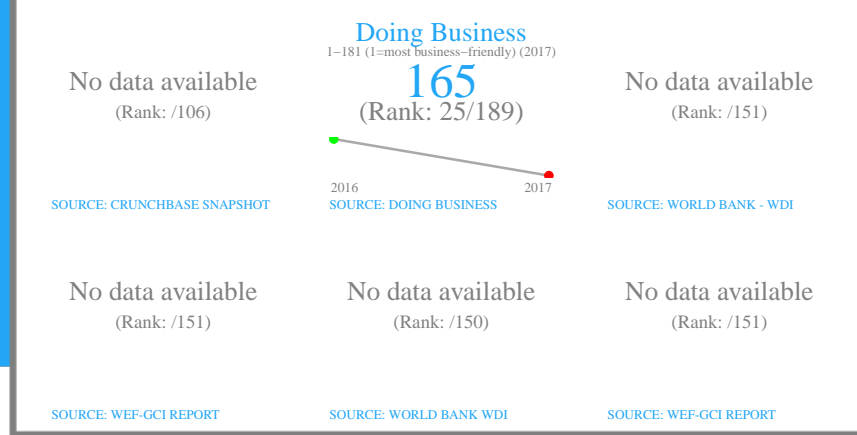 Doing Business
1−181 (1=most business−friendly) (2017)
No data available
(Rank: /106)
165
(Rank: 25/189)
No data available
(Rank: /151)
2016
2017
SOURCE: CRUNCHBASE SNAPSHOT
SOURCE: DOING BUSINESS
SOURCE: WORLD BANK - WDI
No data available
(Rank: /151)
No data available
(Rank: /150)
No data available
(Rank: /151)
SOURCE: WEF-GCI REPORT
SOURCE: WORLD BANK WDI
SOURCE: WEF-GCI REPORT